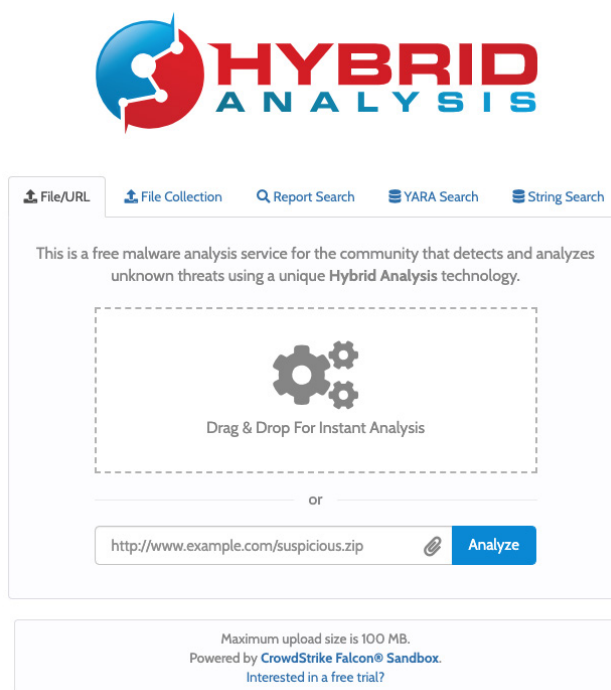 HYBRID
ANALYSIS
File/URL
File Collection
Report Search
YARA Search
String Search
This is a free malware analysis service for the community that detects and analyzes
unknown threats using a unique Hybrid Analysis technology.
Drag & Drop For Instant Analysis
or
http://www.example.com/suspicious.zip
Analyze
Maximum upload size is 100 MB.
Powered by CrowdStrike Falcon® Sandbox.
Interested in a free trial?